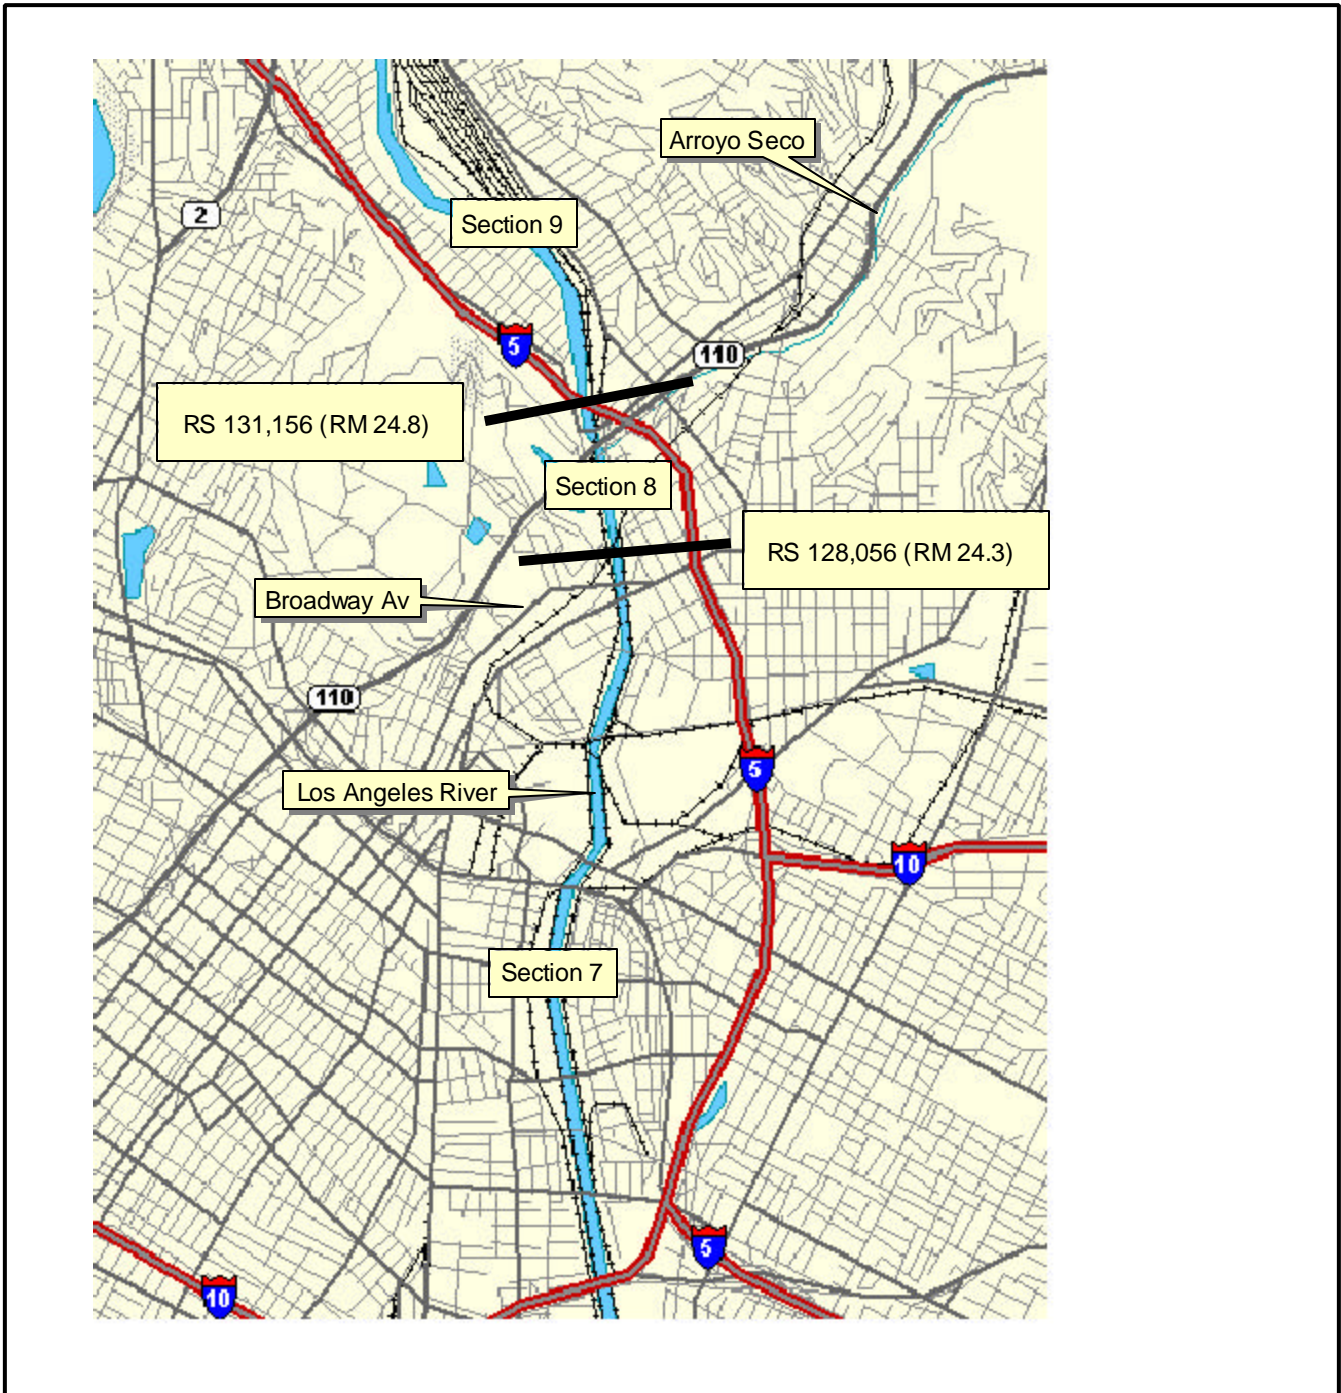 Arroyo Seco
2
Section 9
5
110
RS 131,156 (RM 24.8)
Section 8
RS 128,056 (RM 24.3)
Broadway Av
110
5
Los Angeles River
10
Section 7
5
10